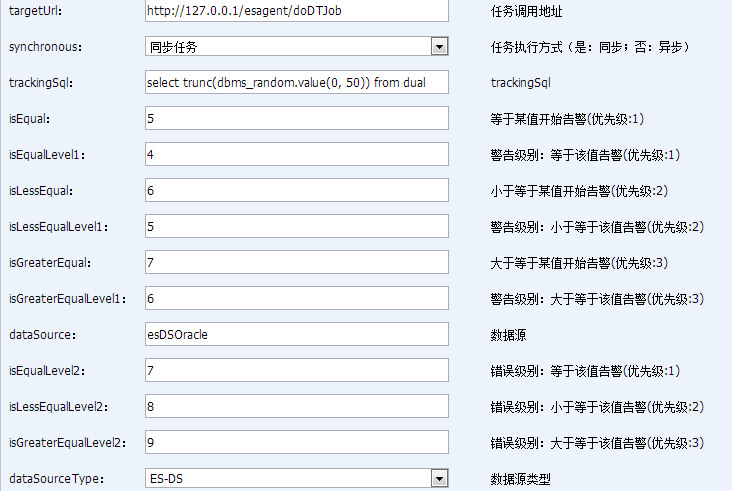 targetUrl: http://127.0.0.1/esagent/doDTJob 任务调用地址
synchronous: 同步任务 任务执行方式（是：同步；否：异步）
trackingSql: select trunc(dbms_random.value(0, 50)) from dual trackingSql
isEqual: 5 等于某值开始告警(优先级:1)
isEqualLevel1: 4 警告级别：等于该值告警(优先级:1)
isLessEqual: 6 小于等于某值开始告警(优先级:2)
isLessEqualLevel1: 5 警告级别：小于等于该值告警(优先级:2)
isGreaterEqual: 7 大于等于某值开始告警(优先级:3)
isGreaterEqualLevel1: 6 警告级别：大于等于该值告警(优先级:3)
dataSource: esDSOracle 数据源
isEqualLevel2: 7 错误级别：等于该值告警(优先级:1)
isLessEqualLevel2: 8 错误级别：小于等于该值告警(优先级:2)
isGreaterEqualLevel2: 9 错误级别：大于等于该值告警(优先级:3)
dataSourceType: ES-DS 数据源类型